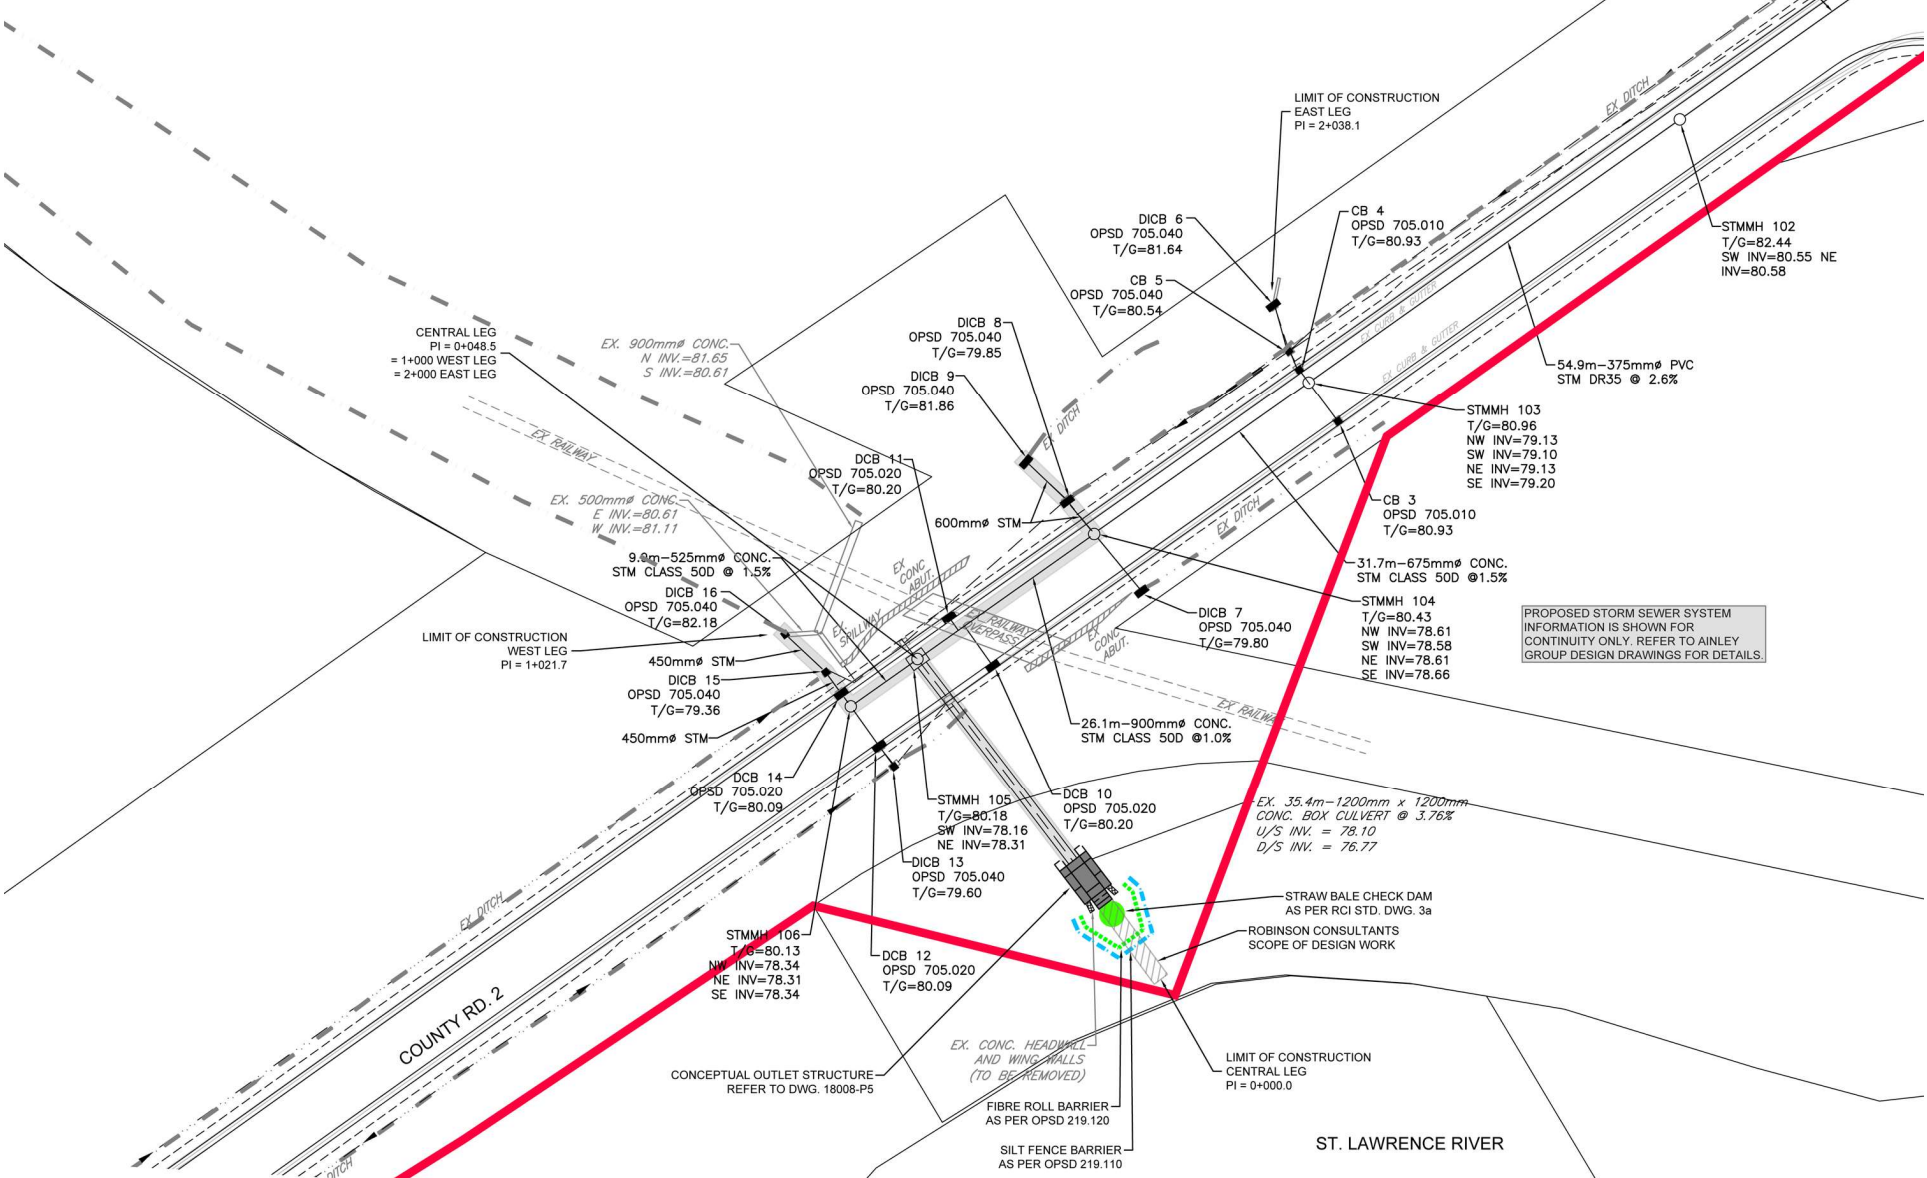 LIMIT OF CONSTRUCTION
EAST LEG
PI = 2+038.1
EX DITCH
DICB 6
OPSD 705.040
T/G=81.64
CB 4
OPSD 705.010
T/G=80.93
STMMH 102
T/G=82.44
SW INV=80.55 NE
INV=80.58
CB 5
OPSD 705.040
T/G=80.54
EX CURB & GUTTER
EX CURB & GUTTER
CENTRAL LEG
PI = 0+048.5
= 1+000 WEST LEG
= 2+000 EAST LEG
EX. 900mmø CONC.
N INV.=81.65
S INV.=80.61
DICB 8
OPSD 705.040
T/G=79.85
DICB 9
OPSD 705.040
T/G=81.86
54.9m-375mmø PVC
STM DR35 @ 2.6%
STMMH 103
T/G=80.96
NW INV=79.13
SW INV=79.10
NE INV=79.13
SE INV=79.20
EX RAILWAY
EX DITCH
DCB 11
OPSD 705.020
T/G=80.20
EX. 500mmø CONC.
E INV.=80.61
W INV.=81.11
CB 3
OPSD 705.010
T/G=80.93
600mmø STM
EX DITCH
9.9m-525mmø CONC.
STM CLASS 50D @ 1.5%
EX
CONC
ABUT.
31.7m-675mmø CONC.
STM CLASS 50D @1.5%
DICB 16
OPSD 705.040
T/G=82.18
STMMH 104
T/G=80.43
NW INV=78.61
SW INV=78.58
NE INV=78.61
SE INV=78.66
DICB 7
OPSD 705.040
T/G=79.80
PROPOSED STORM SEWER SYSTEM
INFORMATION IS SHOWN FOR
CONTINUITY ONLY. REFER TO AINLEY
GROUP DESIGN DRAWINGS FOR DETAILS.
LIMIT OF CONSTRUCTION
WEST LEG
PI = 1+021.7
EX
SPILLWAY
EX RAILWAY
OVERPASS
EX
CONC
ABUT.
450mmø STM
DICB 15
OPSD 705.040
T/G=79.36
450mmø STM
EX RAILWAY
26.1m-900mmø CONC.
STM CLASS 50D @1.0%
DCB 14
OPSD 705.020
T/G=80.09
STMMH 105
T/G=80.18
SW INV=78.16
NE INV=78.31
DCB 10
OPSD 705.020
T/G=80.20
EX. 35.4m-1200mm x 1200mm
CONC. BOX CULVERT @ 3.76%
U/S INV. = 78.10
D/S INV. = 76.77
DICB 13
OPSD 705.040
T/G=79.60
STRAW BALE CHECK DAM
AS PER RCI STD. DWG. 3a
EX DITCH
ROBINSON CONSULTANTS
SCOPE OF DESIGN WORK
STMMH 106
T/G=80.13
NW INV=78.34
NE INV=78.31
SE INV=78.34
DCB 12
OPSD 705.020
T/G=80.09
COUNTY RD. 2
EX. CONC. HEADWALL
AND WING WALLS
(TO BE REMOVED)
LIMIT OF CONSTRUCTION
CENTRAL LEG
PI = 0+000.0
CONCEPTUAL OUTLET STRUCTURE
REFER TO DWG. 18008-P5
FIBRE ROLL BARRIER
AS PER OPSD 219.120
SILT FENCE BARRIER
AS PER OPSD 219.110
ST. LAWRENCE RIVER
DITCH